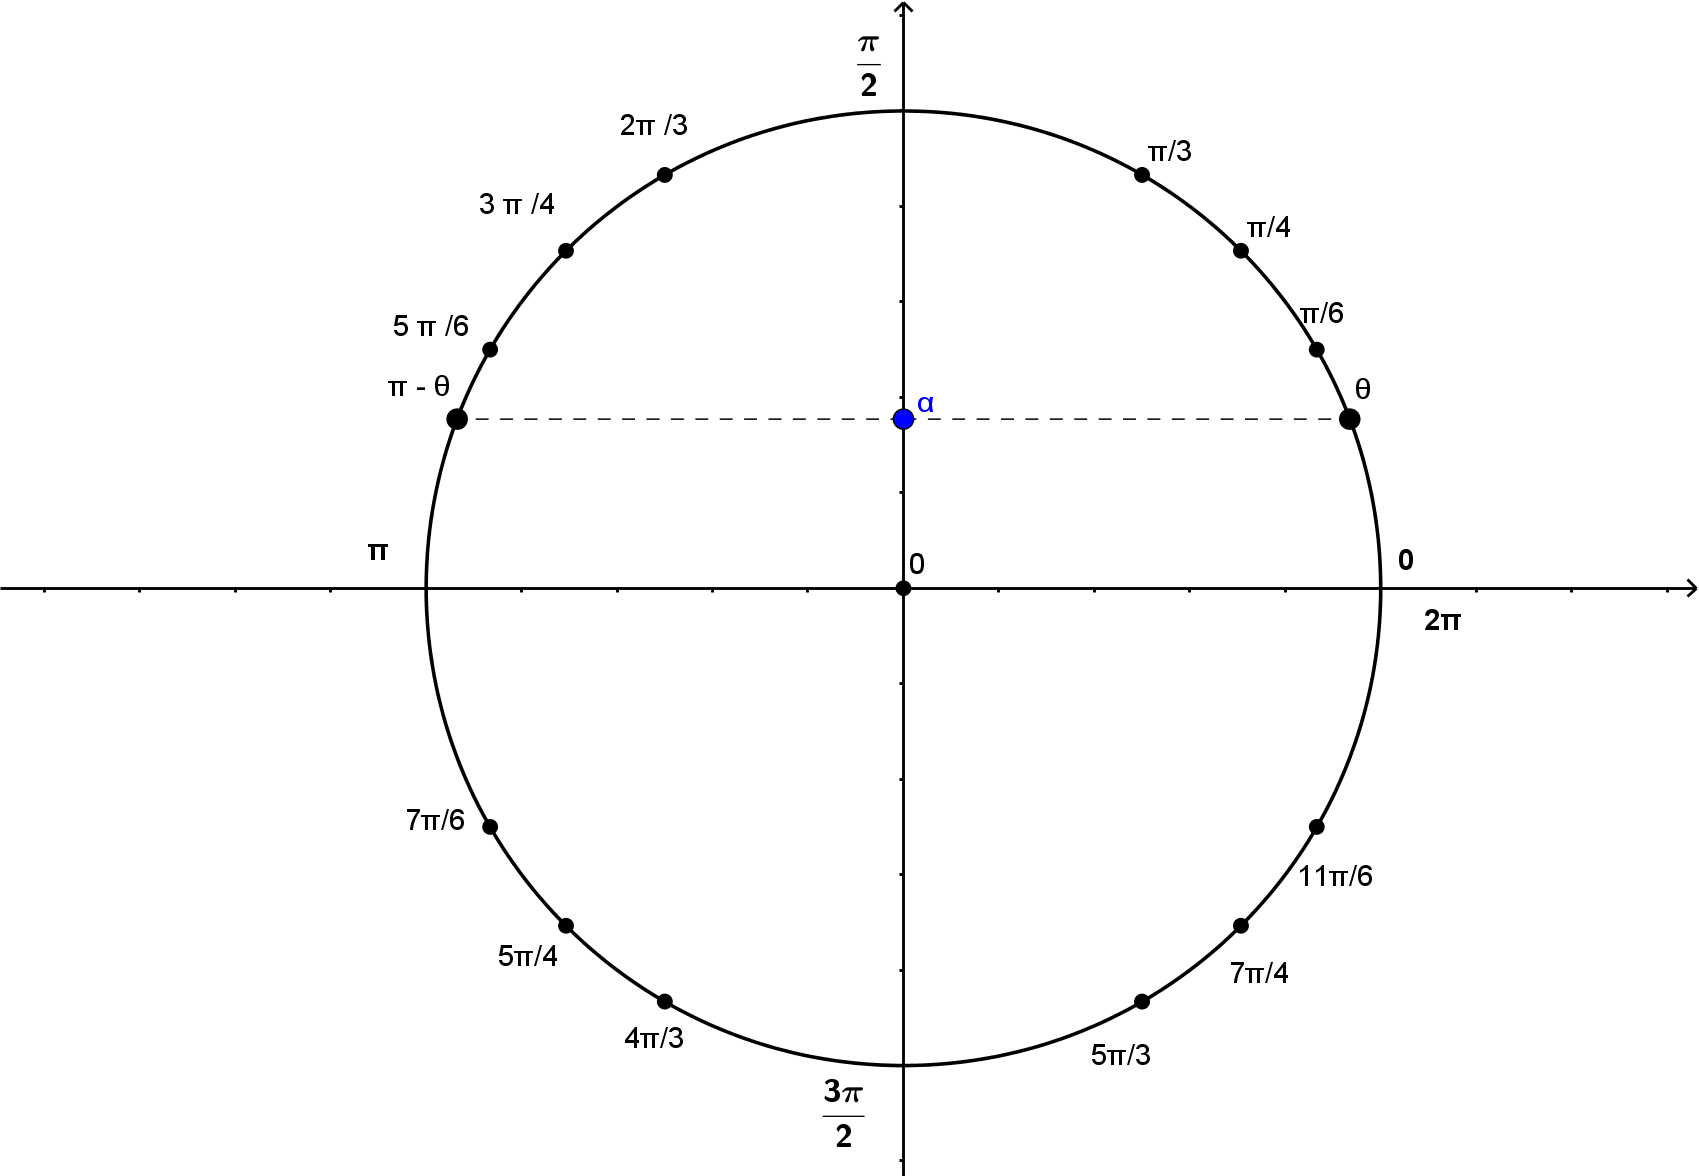 π
2
2π /3
π/3
3 π /4
π/4
π/6
5 π /6
π - θ
θ
α
π
0
0
2π
7π/6
11π/6
5π/4
7π/4
4π/3
5π/3
3π
2